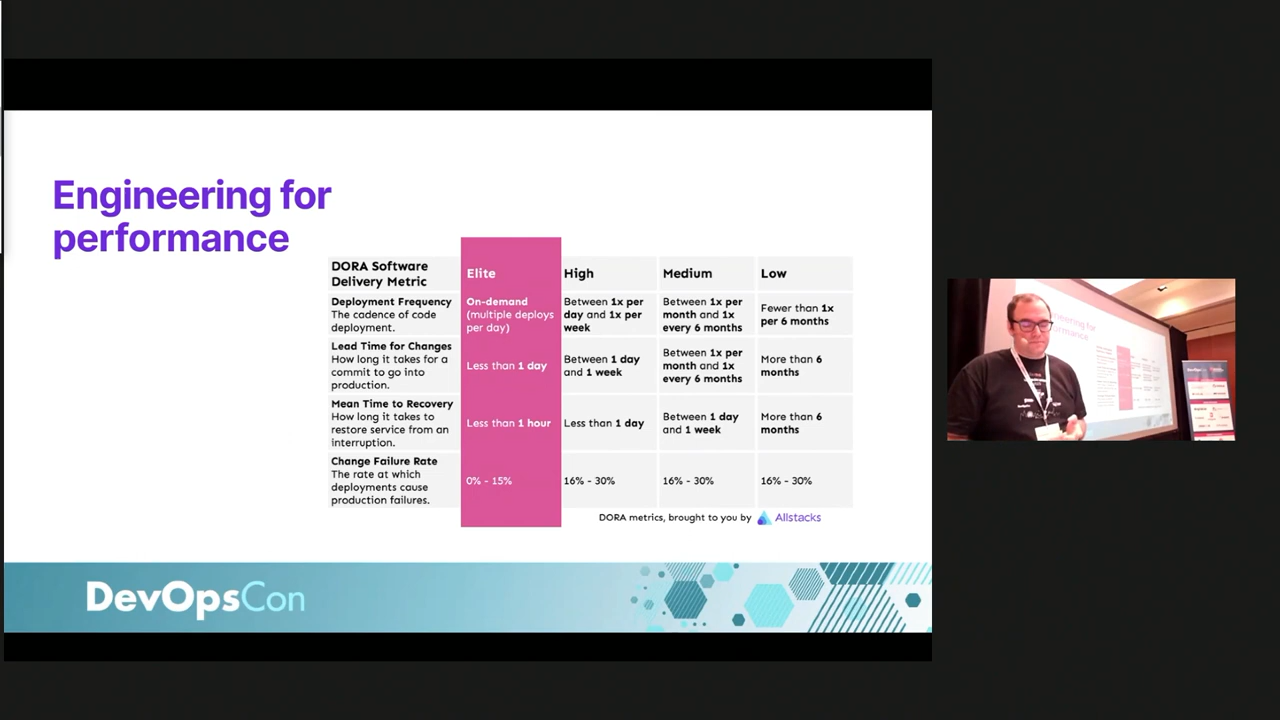 Engineering for
performance
DORA Software
Delivery Metric
Elite
High
Medium
Low
Deployment Frequency
The cadence of code
deployment.
On-demand
(multiple deploys
per day)
Between 1x per
day and 1x per
week
Between 1x per
month and 1x
every 6 months
Fewer than 1x
per 6 months
Lead Time for Changes
How long it takes for a
commit to go into
production.
Less than 1 day
Between 1 day
and 1 week
Between 1x per
month and 1x
every 6 months
More than 6
months
Mean Time to Recovery
How long it takes to
restore service from an
interruption.
Less than 1 hour
Less than 1 day
Between 1 day
and 1 week
More than 6
months
Change Failure Rate
The rate at which
deployments cause
production failures.
0% - 15%
16% - 30%
16% - 30%
16% - 30%
DORA metrics, brought to you by Allstacks
DevOpsCon